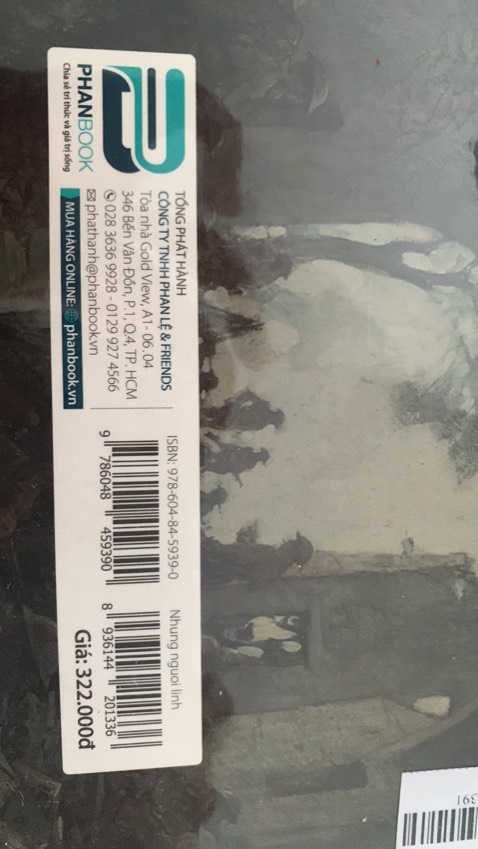 PHANBOOK
Chia sẻ tri thức và giá trị sống
TỔNG PHÁT HÀNH
CÔNG TY TNHH PHAN LỆ & FRIENDS
Tòa nhà Gold View, A1- 06.04
346 Bến Vân Đồn, P.1, Q.4, TP. HCM
028 3636 9928 - 0129 927 4566
phathanh@phanbook.vn
MUA HÀNG ONLINE: phanbook.vn
ISBN: 978-604-84-5939-0
9 786048 459390
Nhung nguoi linh
8 936144 201336
Giá: 322.000đ
391